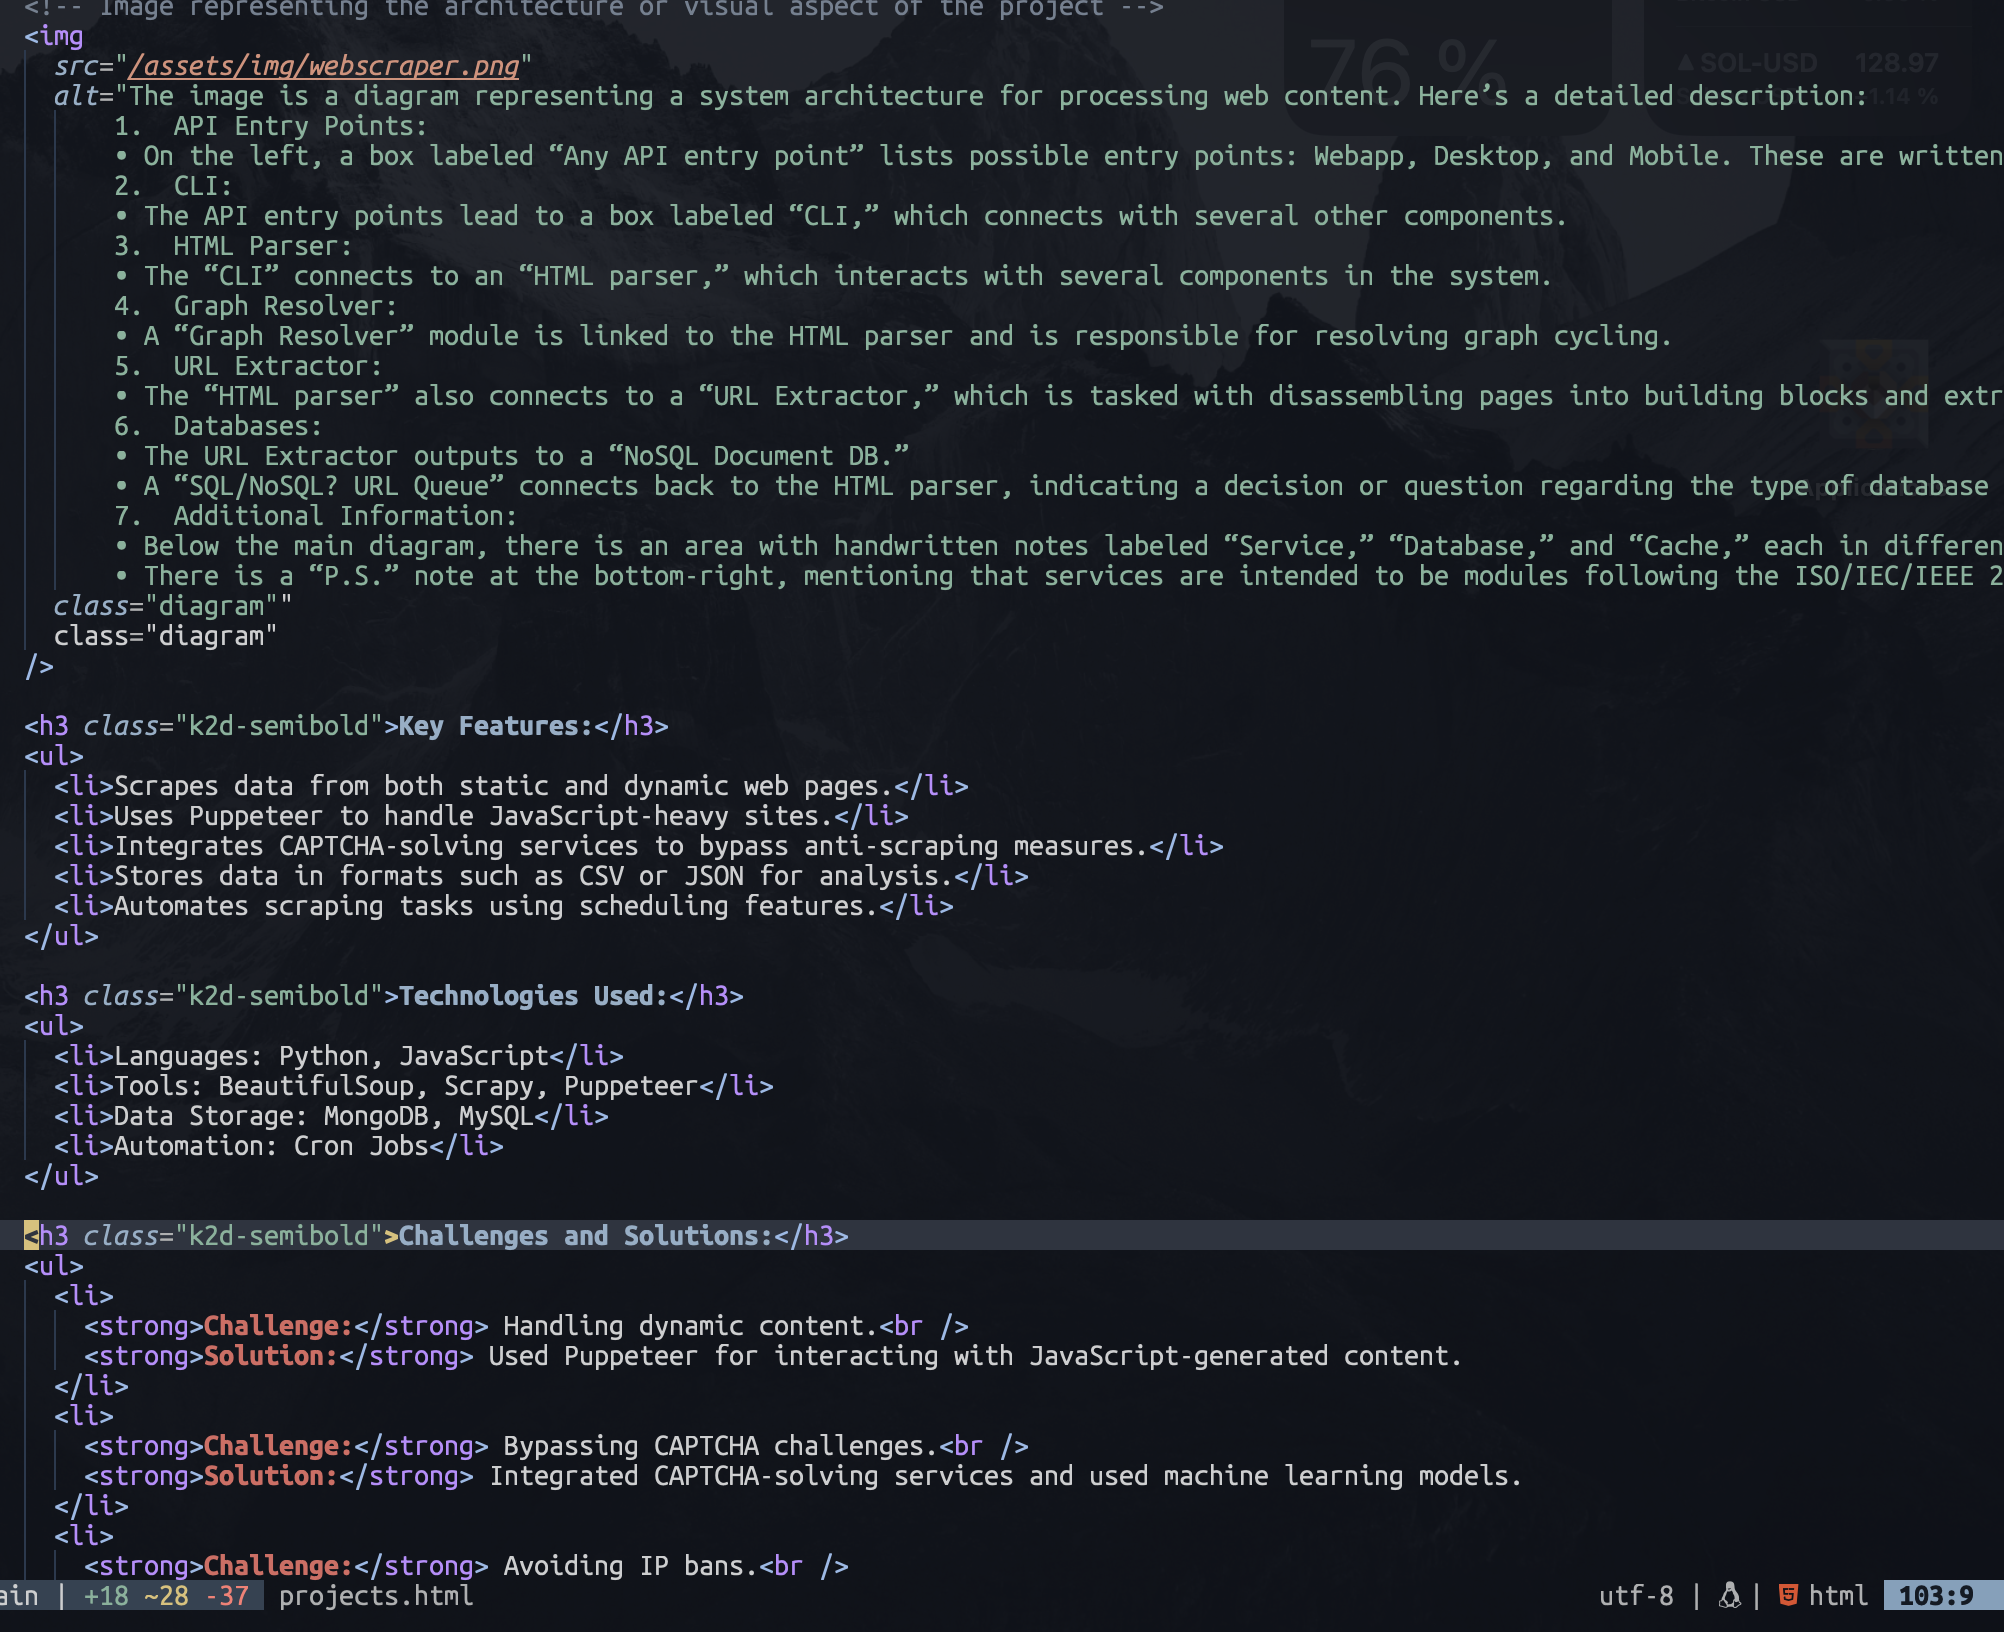 <!-- Image representing the architecture or visual aspect of the project -->
<img
src="/assets/img/webscraper.png"
alt="The image is a diagram representing a system architecture for processing web content. Here’s a detailed description:
1. API Entry Points:
• On the left, a box labeled “Any API entry point” lists possible entry points: Webapp, Desktop, and Mobile. These are written
2. CLI:
• The API entry points lead to a box labeled “CLI,” which connects with several other components.
3. HTML Parser:
• The “CLI” connects to an “HTML parser,” which interacts with several components in the system.
4. Graph Resolver:
• A “Graph Resolver” module is linked to the HTML parser and is responsible for resolving graph cycling.
5. URL Extractor:
• The “HTML parser” also connects to a “URL Extractor,” which is tasked with disassembling pages into building blocks and extr
6. Databases:
• The URL Extractor outputs to a “NoSQL Document DB.”
• A “SQL/NoSQL? URL Queue” connects back to the HTML parser, indicating a decision or question regarding the type of database
7. Additional Information:
• Below the main diagram, there is an area with handwritten notes labeled “Service,” “Database,” and “Cache,” each in differen
• There is a “P.S.” note at the bottom-right, mentioning that services are intended to be modules following the ISO/IEC/IEEE 2
class="diagram""
class="diagram"
/>
<h3 class="k2d-semibold">Key Features:</h3>
<ul>
<li>Scrapes data from both static and dynamic web pages.</li>
<li>Uses Puppeteer to handle JavaScript-heavy sites.</li>
<li>Integrates CAPTCHA-solving services to bypass anti-scraping measures.</li>
<li>Stores data in formats such as CSV or JSON for analysis.</li>
<li>Automates scraping tasks using scheduling features.</li>
</ul>
<h3 class="k2d-semibold">Technologies Used:</h3>
<ul>
<li>Languages: Python, JavaScript</li>
<li>Tools: BeautifulSoup, Scrapy, Puppeteer</li>
<li>Data Storage: MongoDB, MySQL</li>
<li>Automation: Cron Jobs</li>
</ul>
<h3 class="k2d-semibold">Challenges and Solutions:</h3>
<ul>
<li>
<strong>Challenge:</strong> Handling dynamic content.<br />
<strong>Solution:</strong> Used Puppeteer for interacting with JavaScript-generated content.
</li>
<li>
<strong>Challenge:</strong> Bypassing CAPTCHA challenges.<br />
<strong>Solution:</strong> Integrated CAPTCHA-solving services and used machine learning models.
</li>
<li>
<strong>Challenge:</strong> Avoiding IP bans.<br />
ain | +18 ~28 -37 projects.html utf-8 | | html 103:9
76 %
▲SOL-USD 128.97
1.14 %